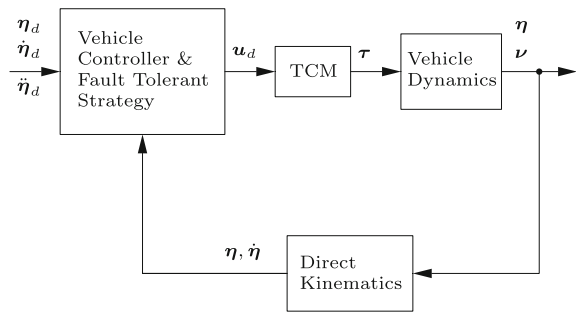 η_d
η̇_d
η̈_d
Vehicle
Controller &
Fault Tolerant
Strategy
u_d
TCM
τ
Vehicle
Dynamics
η
ν
η, η̇
Direct
Kinematics